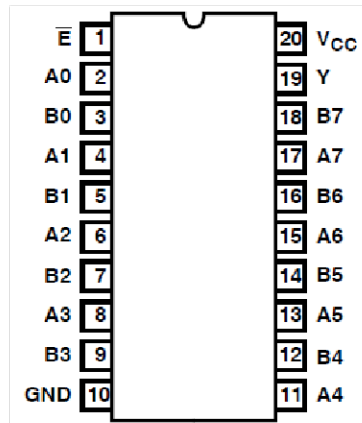 E̅ 1 20 VCC
A0 2 19 Y
B0 3 18 B7
A1 4 17 A7
B1 5 16 B6
A2 6 15 A6
B2 7 14 B5
A3 8 13 A5
B3 9 12 B4
GND 10 11 A4